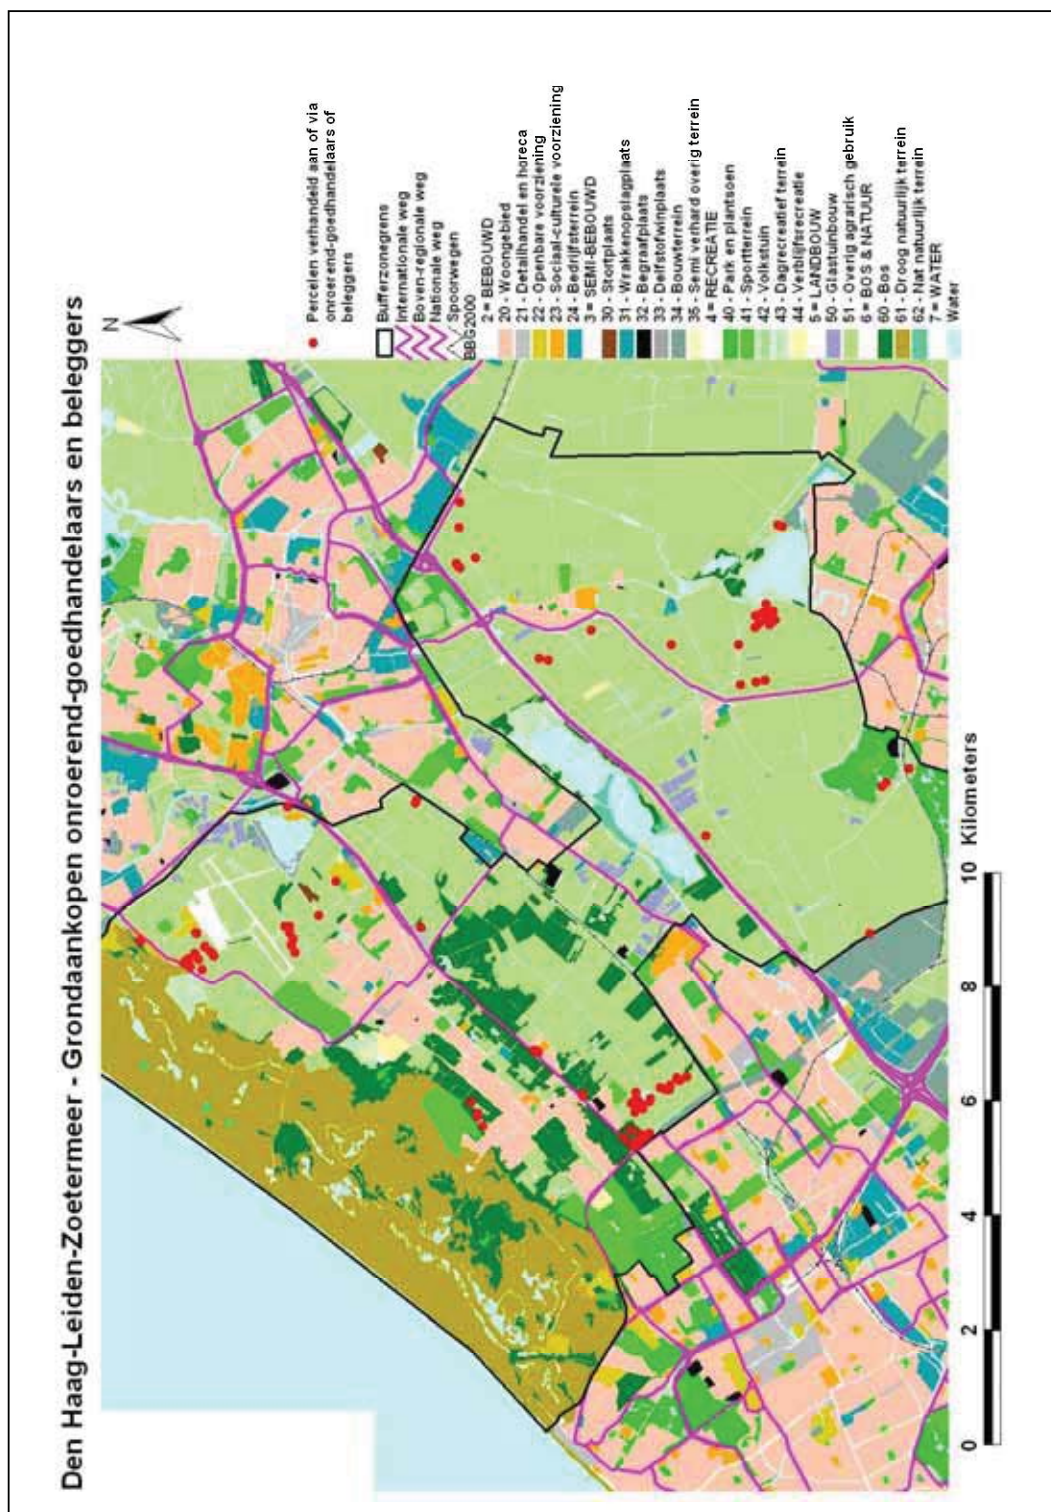 Den Haag-Leiden-Zoetermeer - Grondaankopen onroerend-goedhandelaars en beleggers
N
Percelen verhandeld aan of via
onroerend-goedhandelaars of
beleggers
Bufferzonegrens
Internationale weg
Boven-regionale weg
Nationale weg
Spoorwegen
BBG2000
2 = BEBOUWD
20 - Woongebied
21 - Detailhandel en horeca
22 - Openbare voorziening
23 - Sociaal-culturele voorziening
24 - Bedrijfsterrein
3 = SEMI-BEBOUWD
30 - Stortplaats
31 - Wrakkenopslagplaats
32 - Begraafplaats
33 - Delfstofwinplaats
34 - Bouwterrein
35 - Semi verhard overig terrein
4 = RECREATIE
40 - Park en plantsoen
41 - Sportterrein
42 - Volkstuin
43 - Dagrecreatief terrein
44 - Verblijfsrecreatie
5 = LANDBOUW
50 - Glastuinbouw
51 - Overig agrarisch gebruik
6 = BOS & NATUUR
60 - Bos
61 - Droog natuurlijk terrein
62 - Nat natuurlijk terrein
7 = WATER
Water
0 2 4 6 8 10 Kilometers